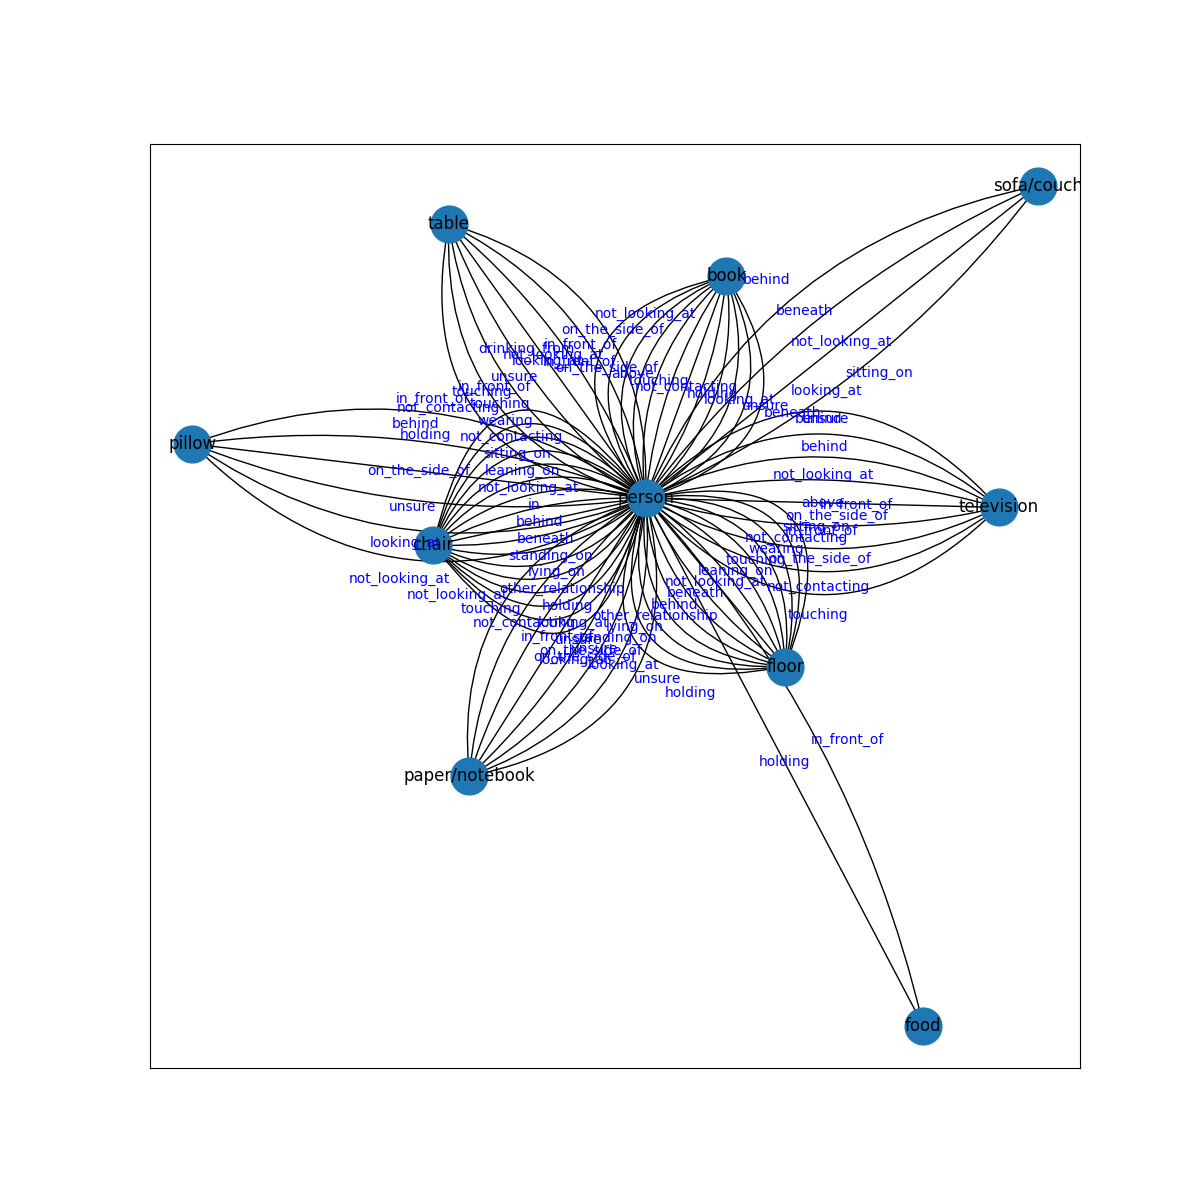 sofa/couch
table
book
behind
beneath
not_looking_at
on_the_side_of
not_looking_at
in_front_of
drinking_from
not_looking_at
looking_at
in_front_of
on_the_side_of
above
sitting_on
unsure
touching
not_contacting
in_front_of
touching
holding
looking_at
looking_at
in_front_of
not_contacting
touching
unsure
beneath
behind
unsure
behind
wearing
holding
not_contacting
pillow
behind
sitting_on
on_the_side_of
leaning_on
not_looking_at
not_looking_at
person
unsure
in
above
in_front_of
television
on_the_side_of
behind
sitting_on
in_front_of
beneath
not_contacting
looking_at
chair
wearing
standing_on
touching
on_the_side_of
lying_on
leaning_on
not_looking_at
not_looking_at
other_relationship
beneath
not_contacting
not_looking_at
holding
behind
touching
other_relationship
touching
not_contacting
looking_at
lying_on
in_front_of
unsure
standing_on
on_the_side_of
unsure
on_the_side_of
looking_at
looking_at
floor
unsure
holding
in_front_of
holding
paper/notebook
food